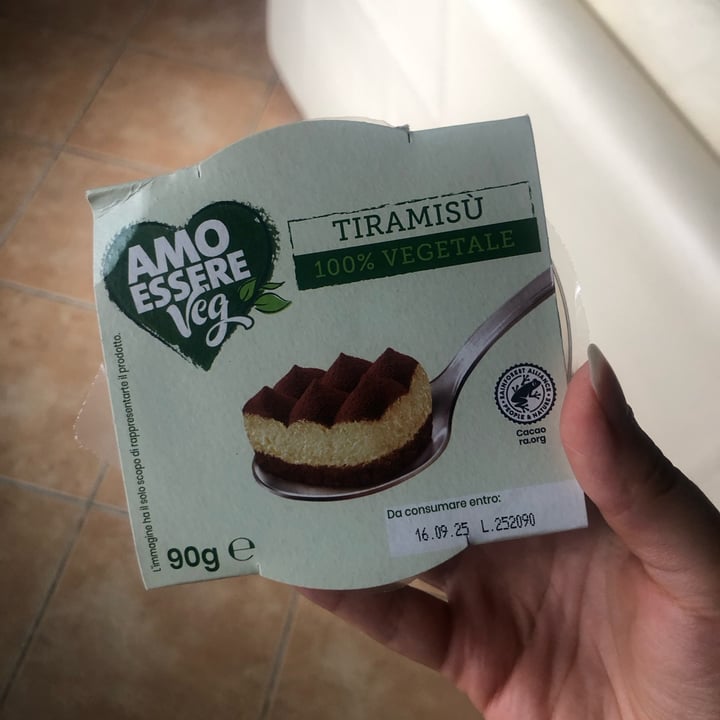 AMO
ESSERE
Veg
TIRAMISÙ
100% VEGETALE
L'immagine ha il solo scopo di rappresentarte il prodotto.
RAINFOREST ALLIANCE
PEOPLE & NATURE
Cacao
ra.org
Da consumare entro:
16.09.25 L.252090
90g e